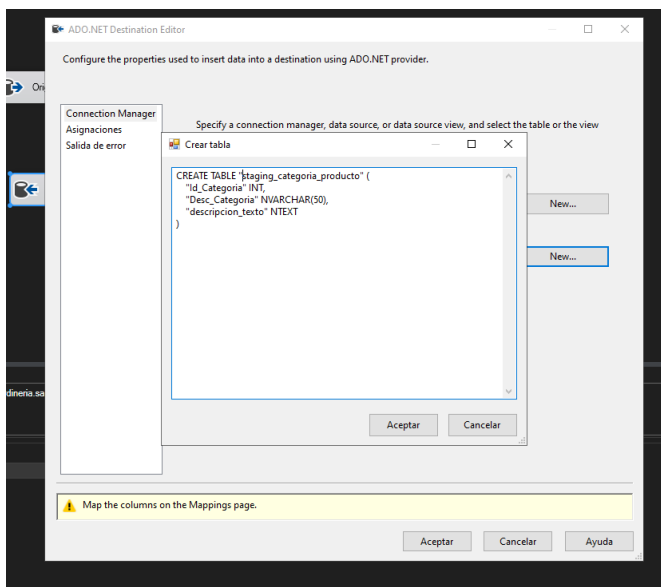 ADO.NET Destination Editor
Configure the properties used to insert data into a destination using ADO.NET provider.
Connection Manager
Asignaciones
Salida de error
Specify a connection manager, data source, or data source view, and select the table or the view
Crear tabla
CREATE TABLE "staging_categoria_producto" (
"Id_Categoria" INT,
"Desc_Categoria" NVARCHAR(50),
"descripcion_texto" NTEXT
)
New...
New...
Aceptar
Cancelar
Map the columns on the Mappings page.
Aceptar
Cancelar
Ayuda